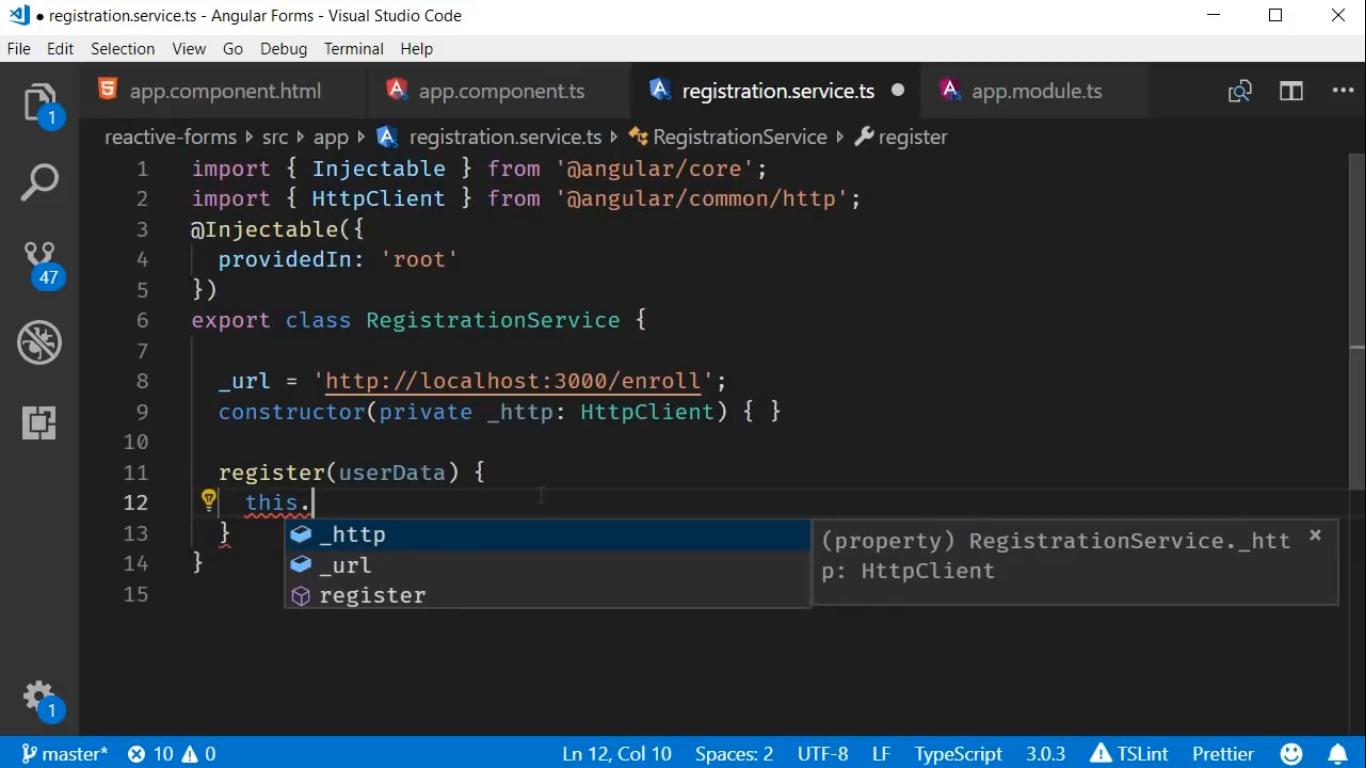 registration.service.ts - Angular Forms - Visual Studio Code
File Edit Selection View Go Debug Terminal Help
1
app.component.html
app.component.ts
registration.service.ts
app.module.ts
reactive-forms src app registration.service.ts RegistrationService register
1 import { Injectable } from '@angular/core';
2 import { HttpClient } from '@angular/common/http';
3 @Injectable({
4 providedIn: 'root'
5 })
47
6 export class RegistrationService {
7
8 _url = 'http://localhost:3000/enroll';
9 constructor(private _http: HttpClient) { }
10
11 register(userData) {
12 this.
13 }
14 }
15
_http
_url
register
(property) RegistrationService._htt
p: HttpClient
1
master* 10 0 Ln 12, Col 10 Spaces: 2 UTF-8 LF TypeScript 3.0.3 TSLint Prettier